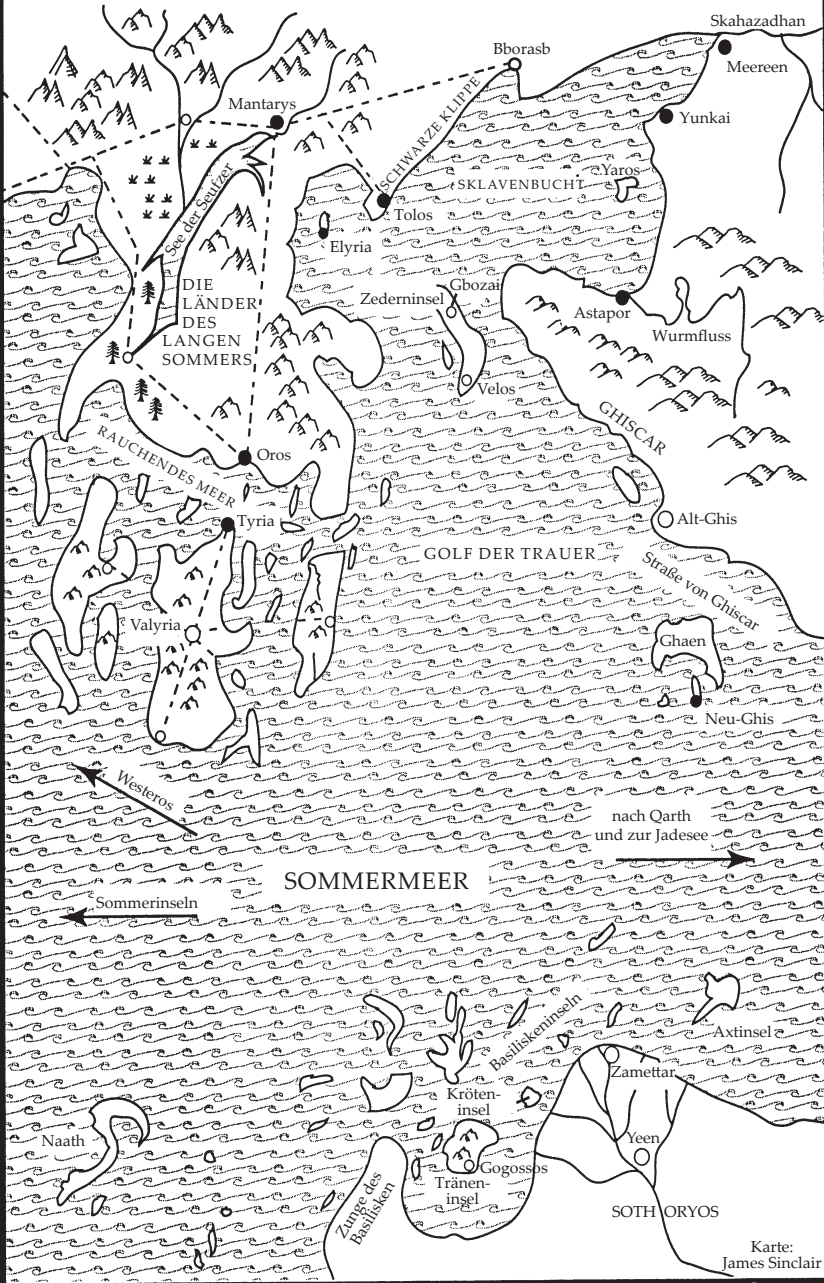 Skahazadhan
Bborasb
Meereen
Mantarys
Yunkai
SCHWARZE KLIPPE
SKLAVENBUCHT
Yaros
See der Seufzer
Tolos
Elyria
DIE
LÄNDER
DES
LANGEN
SOMMERS
Gbozai
Zederninsel
Astapor
Wurmfluss
Velos
GHISCAR
RAUCHENDES MEER
Oros
Tyria
Alt-Ghis
GOLF DER TRAUER
Straße von Ghiscar
Valyria
Ghaen
Neu-Ghis
Westeros
nach Qarth
und zur Jadesee
SOMMERMEER
Sommerinseln
Basiliskeninseln
Axtinsel
Zamettar
Kröten-
insel
Naath
Yeen
Gogossos
Tränen-
insel
Zunge des
Basilisken
SOTHORYOS
Karte:
James Sinclair